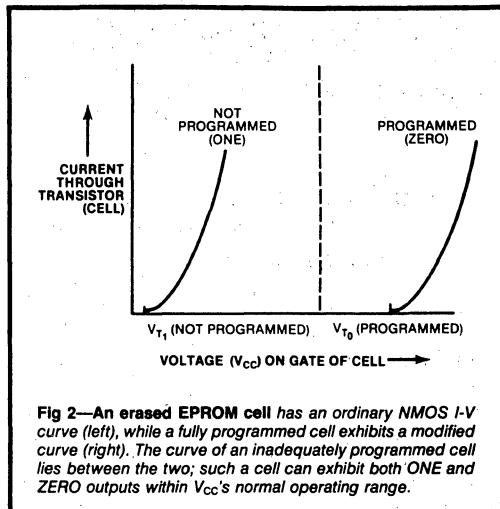 NOT
PROGRAMMED
(ONE)
PROGRAMMED
(ZERO)
CURRENT
THROUGH
TRANSISTOR
(CELL)
VT1 (NOT PROGRAMMED)
VT0 (PROGRAMMED)
VOLTAGE (VCC) ON GATE OF CELL
Fig 2—An erased EPROM cell has an ordinary NMOS I-V
curve (left), while a fully programmed cell exhibits a modified
curve (right). The curve of an inadequately programmed cell
lies between the two; such a cell can exhibit both ONE and
ZERO outputs within VCC's normal operating range.